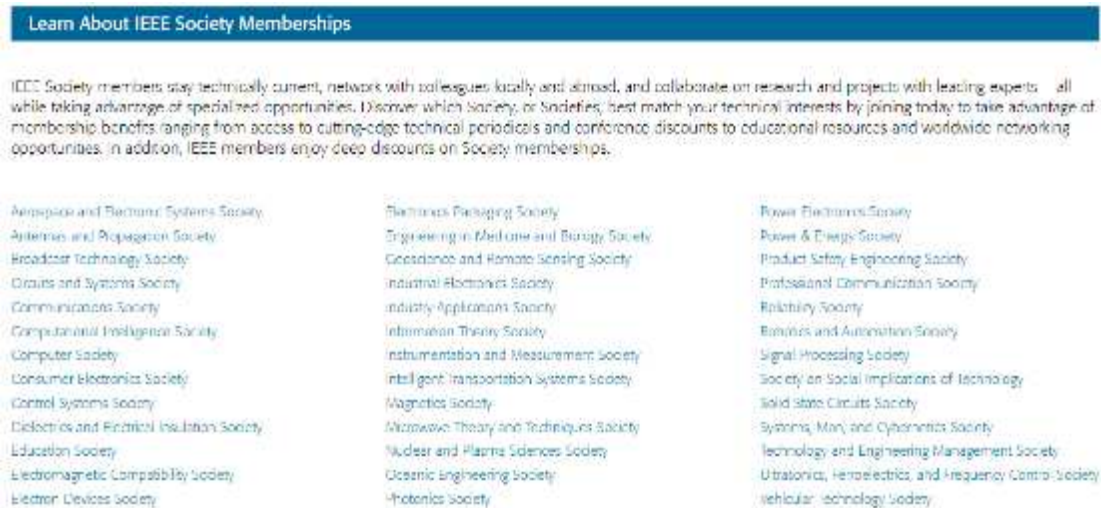 Learn About IEEE Society Memberships
IEEE Society members stay technically current, network with colleagues locally and abroad, and collaborate on research and projects with leading experts all
while taking advantage of specialized opportunities. Discover which Society, or Societies, best match your technical interests by joining today to take advantage of
membership benefits ranging from access to cutting-edge technical periodicals and conference discounts to educational resources and worldwide networking
opportunities. In addition, IEEE members enjoy deep discounts on Society memberships.
Aerospace and Electronic Systems Society
Antennas and Propagation Society
Broadcast Technology Society
Circuits and Systems Society
Communications Society
Computational Intelligence Society
Computer Society
Consumer Electronics Society
Control Systems Society
Dielectrics and Electrical Insulation Society
Education Society
Electromagnetic Compatibility Society
Electron Devices Society
Electronics Packaging Society
Engineering in Medicine and Biology Society
Geoscience and Remote Sensing Society
Industrial Electronics Society
Industry Applications Society
Information Theory Society
Instrumentation and Measurement Society
Intelligent Transportation Systems Society
Magnetics Society
Microwave Theory and Techniques Society
Nuclear and Plasma Sciences Society
Oceanic Engineering Society
Photonics Society
Power Electronics Society
Power & Energy Society
Product Safety Engineering Society
Professional Communication Society
Reliability Society
Robotics and Automation Society
Signal Processing Society
Society on Social Implications of Technology
Solid State Circuits Society
Systems, Man, and Cybernetics Society
Technology and Engineering Management Society
Ultrasonics, Ferroelectrics, and Frequency Control Society
Vehicular Technology Society